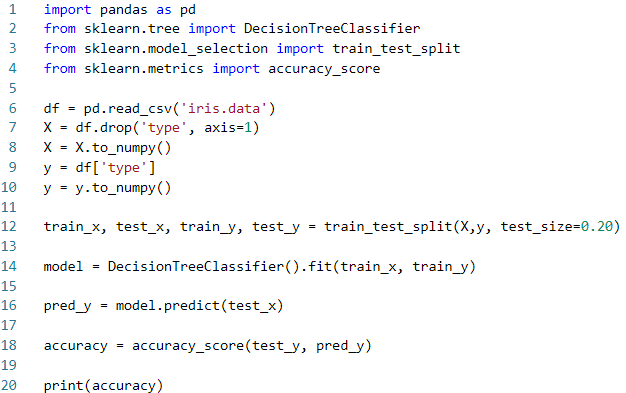 1 import pandas as pd
2 from sklearn.tree import DecisionTreeClassifier
3 from sklearn.model_selection import train_test_split
4 from sklearn.metrics import accuracy_score
5
6 df = pd.read_csv('iris.data')
7 X = df.drop('type', axis=1)
8 X = X.to_numpy()
9 y = df['type']
10 y = y.to_numpy()
11
12 train_x, test_x, train_y, test_y = train_test_split(X,y, test_size=0.20)
13
14 model = DecisionTreeClassifier().fit(train_x, train_y)
15
16 pred_y = model.predict(test_x)
17
18 accuracy = accuracy_score(test_y, pred_y)
19
20 print(accuracy)